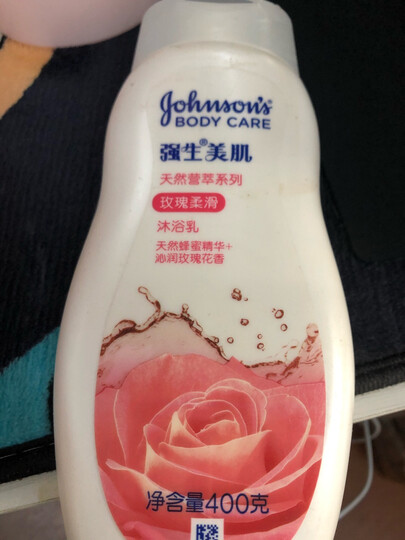 Johnson's
BODY CARE
强生®美肌
天然萱萃系列
玫瑰柔滑
沐浴乳
天然蜂蜜精华+
沁润玫瑰花香
净含量400克